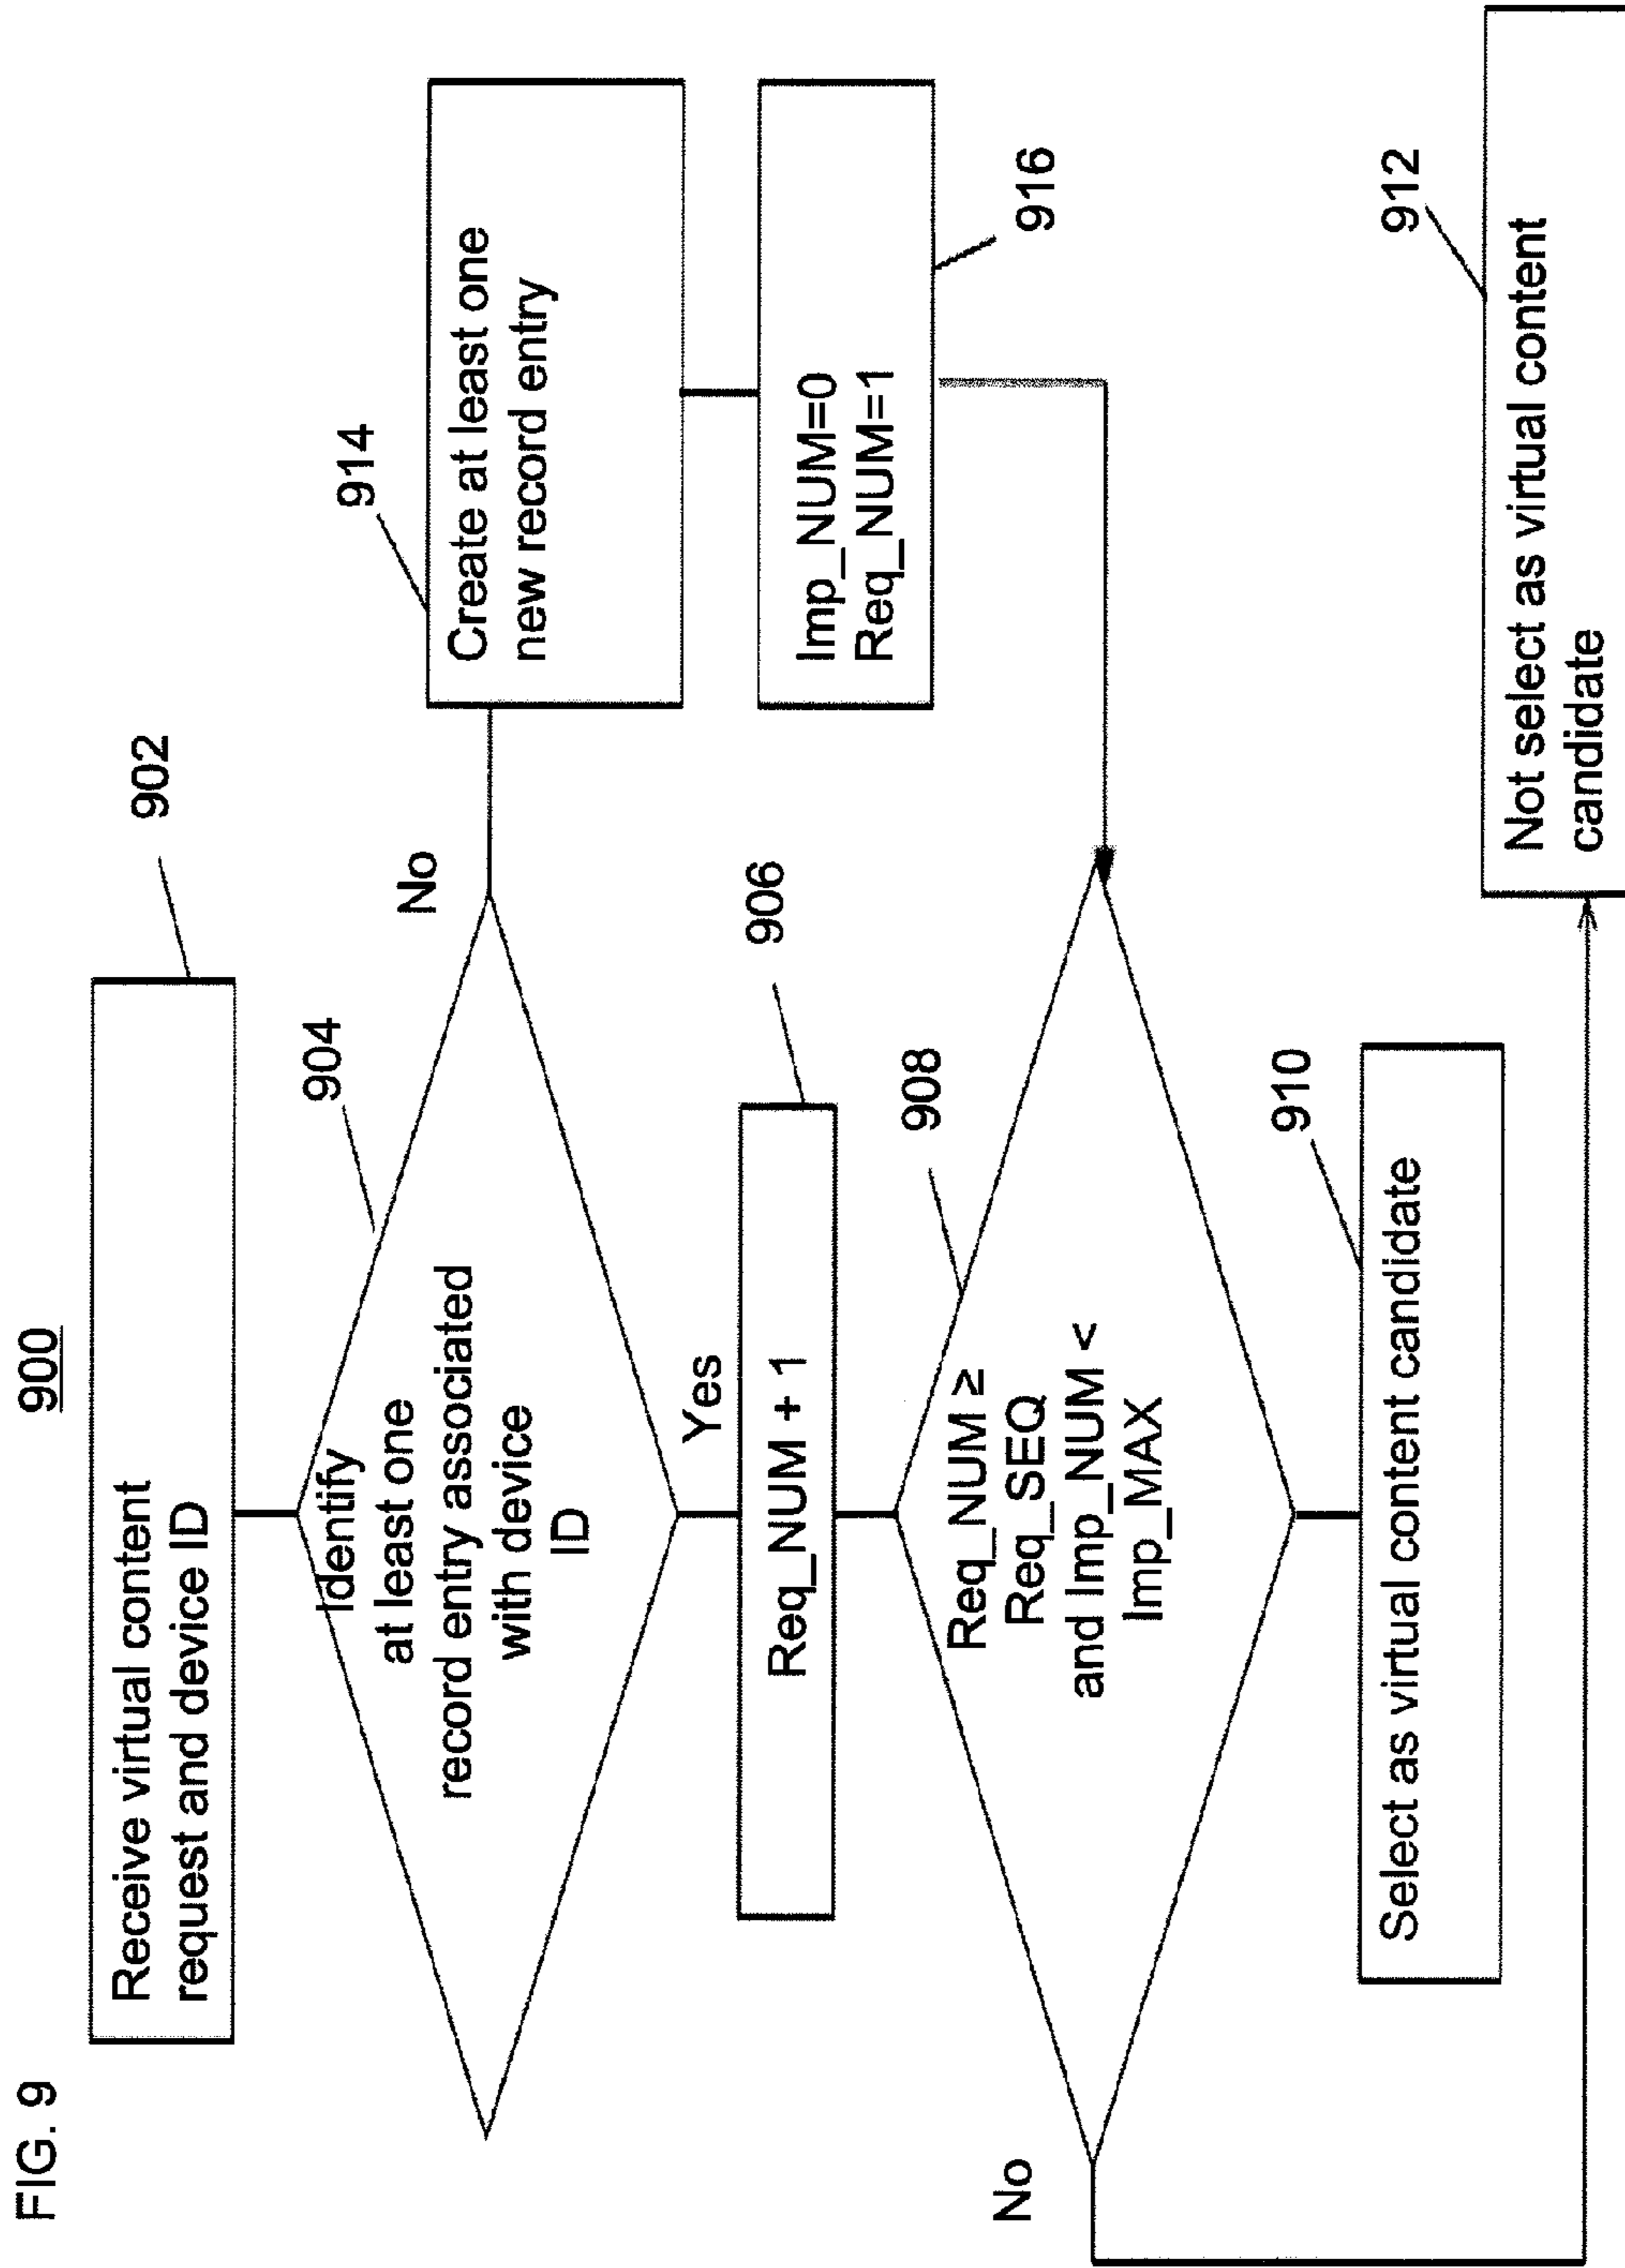 FIG. 9
900
Receive virtual content
request and device ID
902
904
Identify
at least one
record entry associated
with device
ID
No
914
Create at least one
new record entry
Yes
906
Req_NUM + 1
Imp_NUM=0
Req_NUM=1
916
908
Req_NUM ≥
Req_SEQ
and Imp_NUM <
Imp_MAX
No
910
Select as virtual content candidate
912
Not select as virtual content
candidate